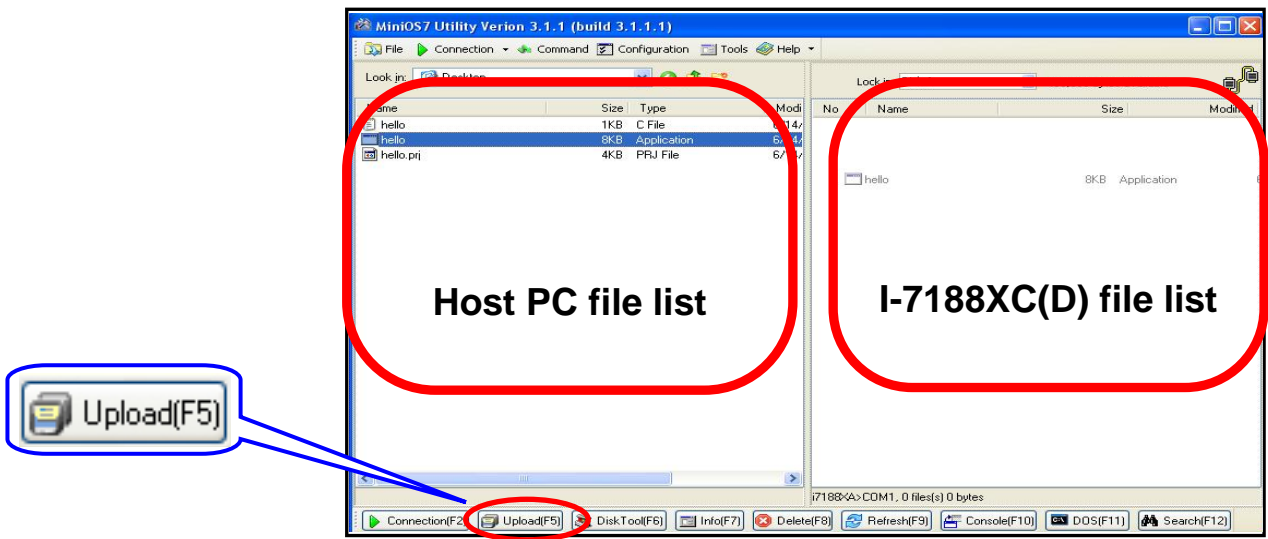 MiniOS7 Utility Verion 3.1.1 (build 3.1.1.1)
File Connection Command Configuration Tools Help
Look in: Desktop
Name Size Type Modi
No Name Size Modified
hello 1KB C File
hello 8KB Application
hello.prj 4KB PRJ File
hello 8KB Application
Host PC file list
I-7188XC(D) file list
Upload(F5)
i7188XA>COM1, 0 files(s) 0 bytes
Connection(F2 Upload(F5) DiskTool(F6) Info(F7) Delete(F8) Refresh(F9) Console(F10) DOS(F11) Search(F12)